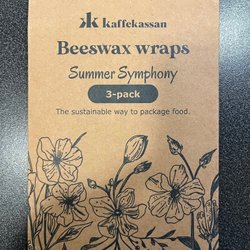 kaffekassan
Beeswax wraps
Summer Symphony
3-pack
The sustainable way to package food.